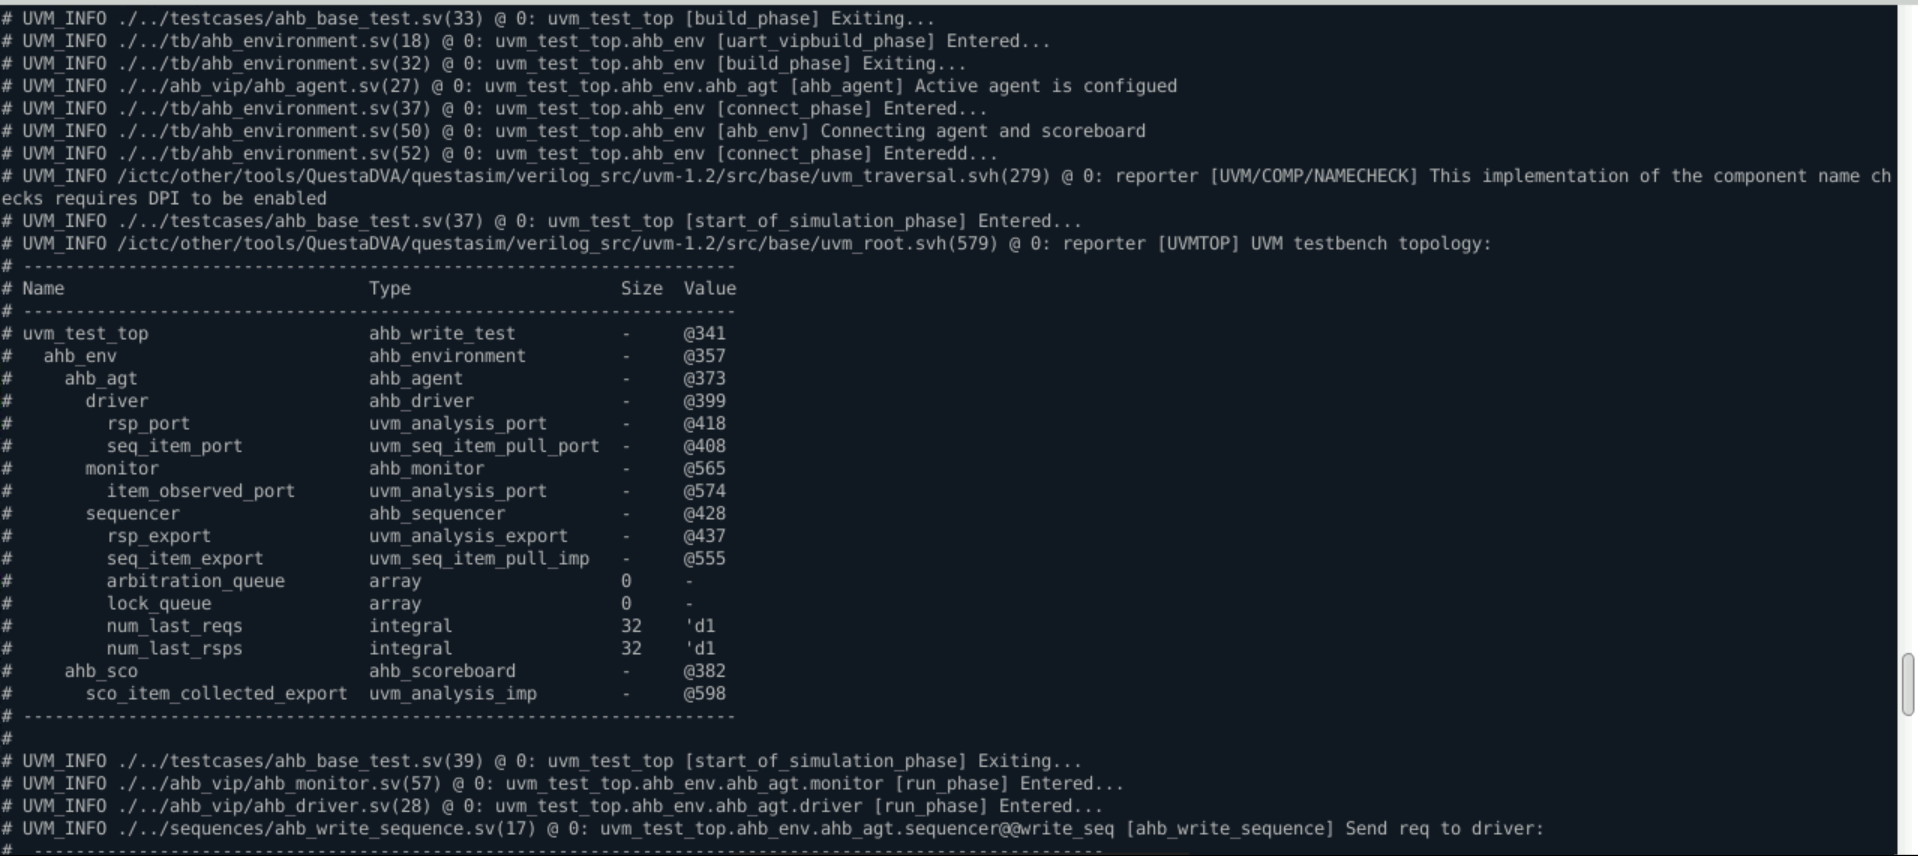 # UVM_INFO ./../testcases/ahb_base_test.sv(33) @ 0: uvm_test_top [build_phase] Exiting...
# UVM_INFO ./../tb/ahb_environment.sv(18) @ 0: uvm_test_top.ahb_env [uart_vipbuild_phase] Entered...
# UVM_INFO ./../tb/ahb_environment.sv(32) @ 0: uvm_test_top.ahb_env [build_phase] Exiting...
# UVM_INFO ./../ahb_vip/ahb_agent.sv(27) @ 0: uvm_test_top.ahb_env.ahb_agt [ahb_agent] Active agent is configued
# UVM_INFO ./../tb/ahb_environment.sv(37) @ 0: uvm_test_top.ahb_env [connect_phase] Entered...
# UVM_INFO ./../tb/ahb_environment.sv(50) @ 0: uvm_test_top.ahb_env [ahb_env] Connecting agent and scoreboard
# UVM_INFO ./../tb/ahb_environment.sv(52) @ 0: uvm_test_top.ahb_env [connect_phase] Enteredd...
# UVM_INFO /ictc/other/tools/QuestaDVA/questasim/verilog_src/uvm-1.2/src/base/uvm_traversal.svh(279) @ 0: reporter [UVM/COMP/NAMECHECK] This implementation of the component name ch
ecks requires DPI to be enabled
# UVM_INFO ./../testcases/ahb_base_test.sv(37) @ 0: uvm_test_top [start_of_simulation_phase] Entered...
# UVM_INFO /ictc/other/tools/QuestaDVA/questasim/verilog_src/uvm-1.2/src/base/uvm_root.svh(579) @ 0: reporter [UVMTOP] UVM testbench topology:
# --------------------------------------------------------------------
# Name                             Type                    Size  Value
# --------------------------------------------------------------------
# uvm_test_top                     ahb_write_test          -     @341
#   ahb_env                        ahb_environment         -     @357
#     ahb_agt                      ahb_agent               -     @373
#       driver                     ahb_driver              -     @399
#         rsp_port                 uvm_analysis_port       -     @418
#         seq_item_port            uvm_seq_item_pull_port  -     @408
#       monitor                    ahb_monitor             -     @565
#         item_observed_port       uvm_analysis_port       -     @574
#       sequencer                  ahb_sequencer           -     @428
#         rsp_export               uvm_analysis_export     -     @437
#         seq_item_export          uvm_seq_item_pull_imp   -     @555
#         arbitration_queue        array                   0     -
#         lock_queue               array                   0     -
#         num_last_reqs            integral                32    'd1
#         num_last_rsps            integral                32    'd1
#     ahb_sco                      ahb_scoreboard          -     @382
#       sco_item_collected_export  uvm_analysis_imp        -     @598
# --------------------------------------------------------------------
#
# UVM_INFO ./../testcases/ahb_base_test.sv(39) @ 0: uvm_test_top [start_of_simulation_phase] Exiting...
# UVM_INFO ./../ahb_vip/ahb_monitor.sv(57) @ 0: uvm_test_top.ahb_env.ahb_agt.monitor [run_phase] Entered...
# UVM_INFO ./../ahb_vip/ahb_driver.sv(28) @ 0: uvm_test_top.ahb_env.ahb_agt.driver [run_phase] Entered...
# UVM_INFO ./../sequences/ahb_write_sequence.sv(17) @ 0: uvm_test_top.ahb_env.ahb_agt.sequencer@@write_seq [ahb_write_sequence] Send req to driver:
#  ------------------------------------------------------------------------------------------------------